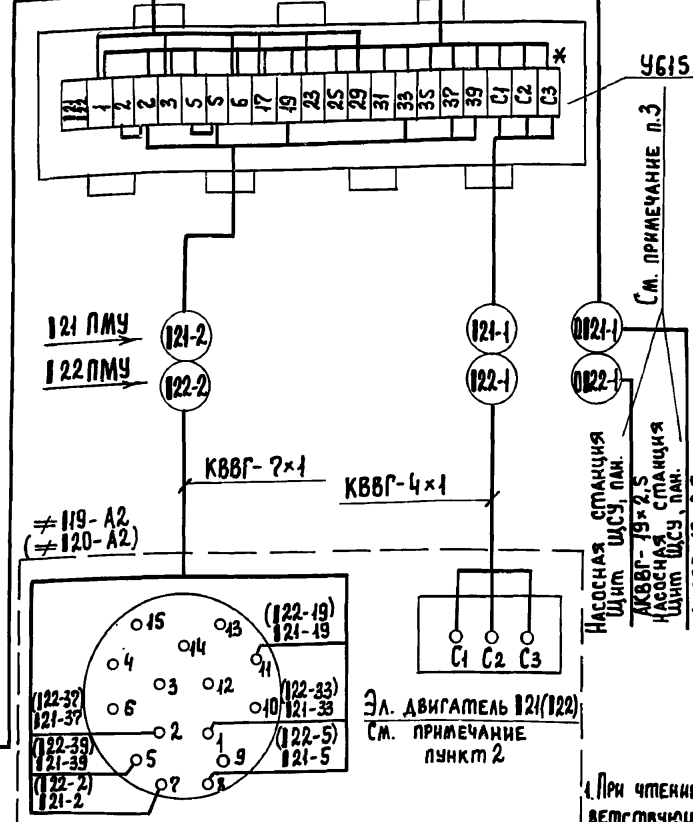 *
121
122
1 2 2 3 5 5 6 17 19 23 25 29 31 33 35 37 39 С1 С2 С3
У615
См. примечание п.3
121 ПМУ
122 ПМУ
121-2
122-2
121-1
122-1
0121-1
0122-1
КВВГ-7×1
КВВГ-4×1
Насосная станция
Щит ЩСУ, пан.
АКВВГ-19×2,5
Насосная станция
Щит ЩСУ, пан.
≠119-А2
(≠120-А2)
15
13
14
4
11
3
12
6
10
2
1
5
9
7
8
(122-19)
121-19
(122-37)
121-37
(122-33)
121-33
(122-39)
121-39
(122-5)
121-5
(122-2)
121-2
С1 С2 С3
Эл. двигатель 121(122)
См. примечание
пункт 2
1. При чтени
ветствую